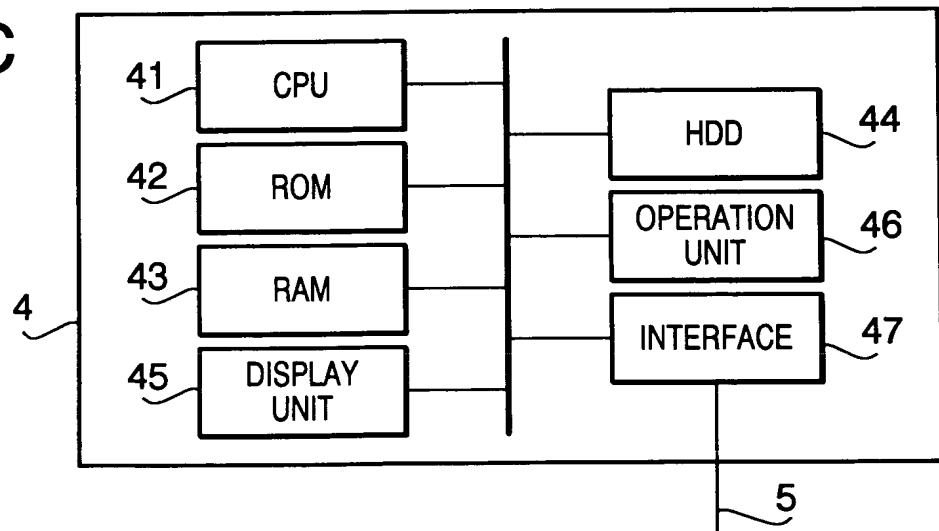 C
41
CPU
42
ROM
43
RAM
4
45
DISPLAY
UNIT
HDD
44
OPERATION
UNIT
46
INTERFACE
47
5